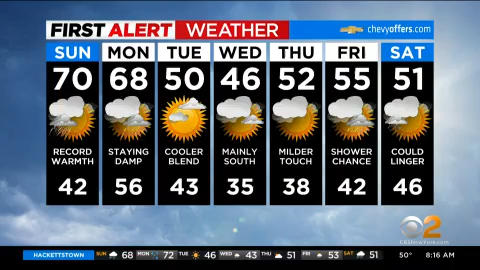 FIRST ALERT WEATHER
chevyoffers.com
SUN MON TUE WED THU FRI SAT
70 68 50 46 52 55 51
RECORD WARMTH
STAYING DAMP
COOLER BLEND
MAINLY SOUTH
MILDER TOUCH
SHOWER CHANCE
COULD LINGER
42 56 43 35 38 42 46
2
CBSNewYork.com
HACKETTSTOWN SUN 68 MON 72 TUE 46 WED 43 THU 51 FRI 53 SAT 51 50° 8:16 AM